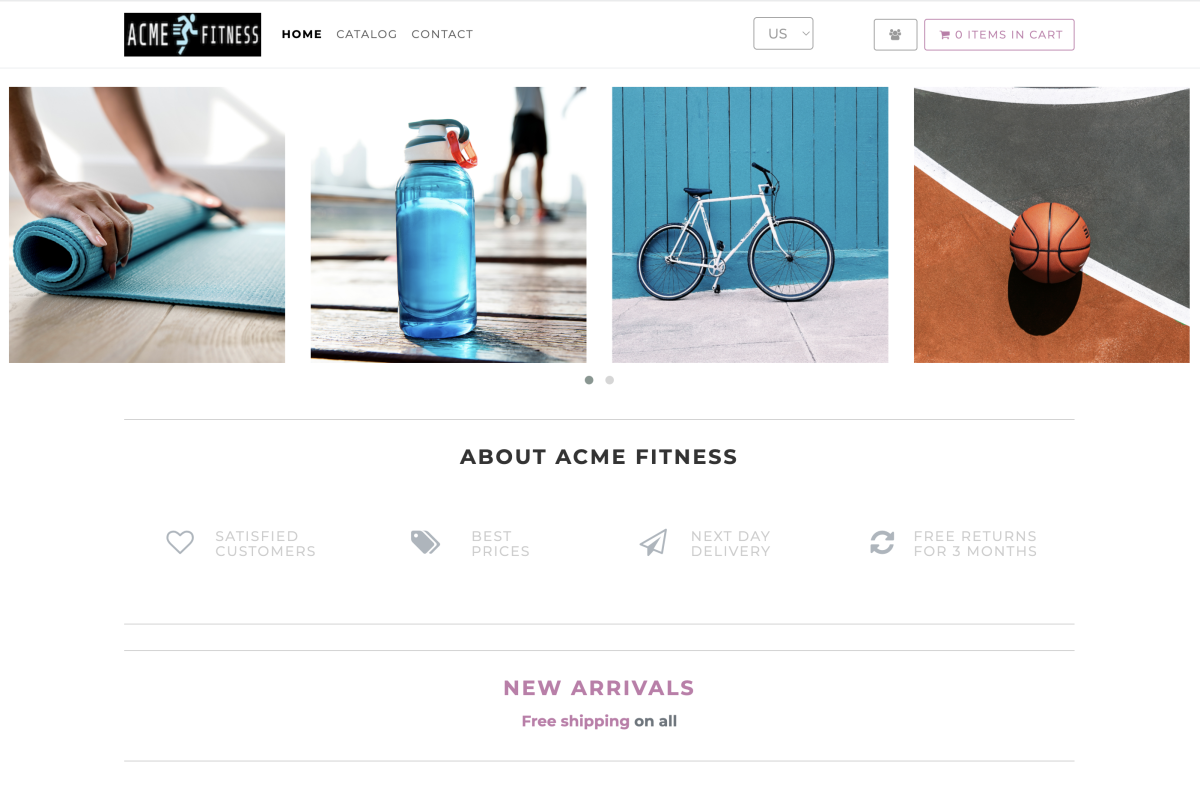 ACME FITNESS
HOME CATALOG CONTACT
US
0 ITEMS IN CART
ABOUT ACME FITNESS
SATISFIED
CUSTOMERS
BEST
PRICES
NEXT DAY
DELIVERY
FREE RETURNS
FOR 3 MONTHS
NEW ARRIVALS
Free shipping on all